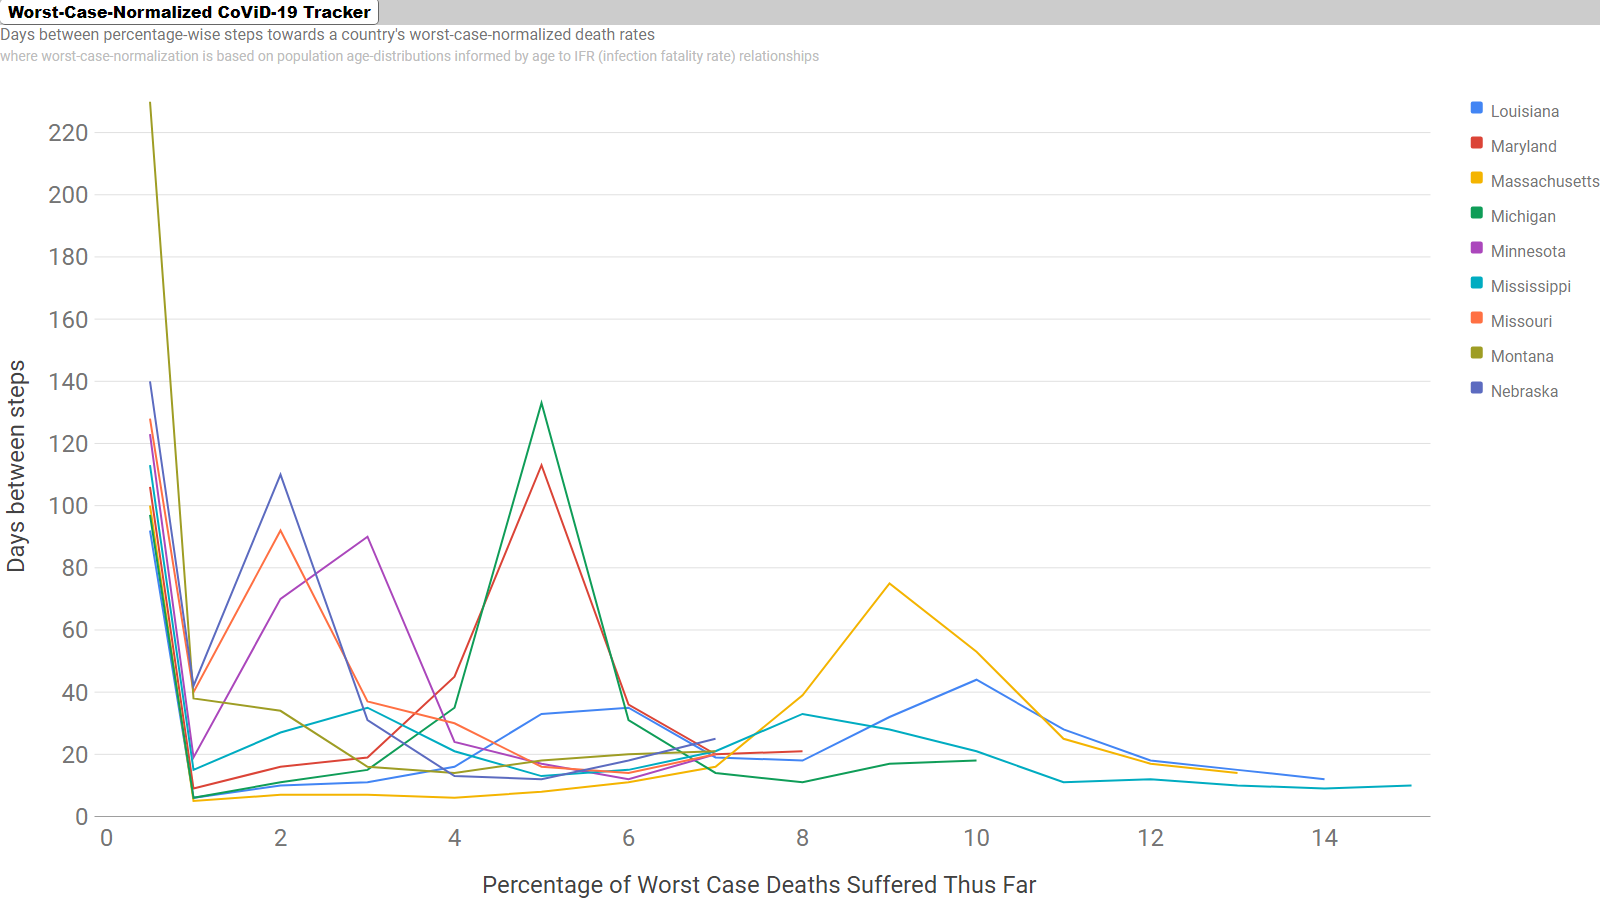 Worst-Case-Normalized CoViD-19 Tracker
Days between percentage-wise steps towards a country's worst-case-normalized death rates
where worst-case-normalization is based on population age-distributions informed by age to IFR (infection fatality rate) relationships
Days between steps
220
200
180
160
140
120
100
80
60
40
20
0
0 2 4 6 8 10 12 14
Percentage of Worst Case Deaths Suffered Thus Far
Louisiana
Maryland
Massachusetts
Michigan
Minnesota
Mississippi
Missouri
Montana
Nebraska